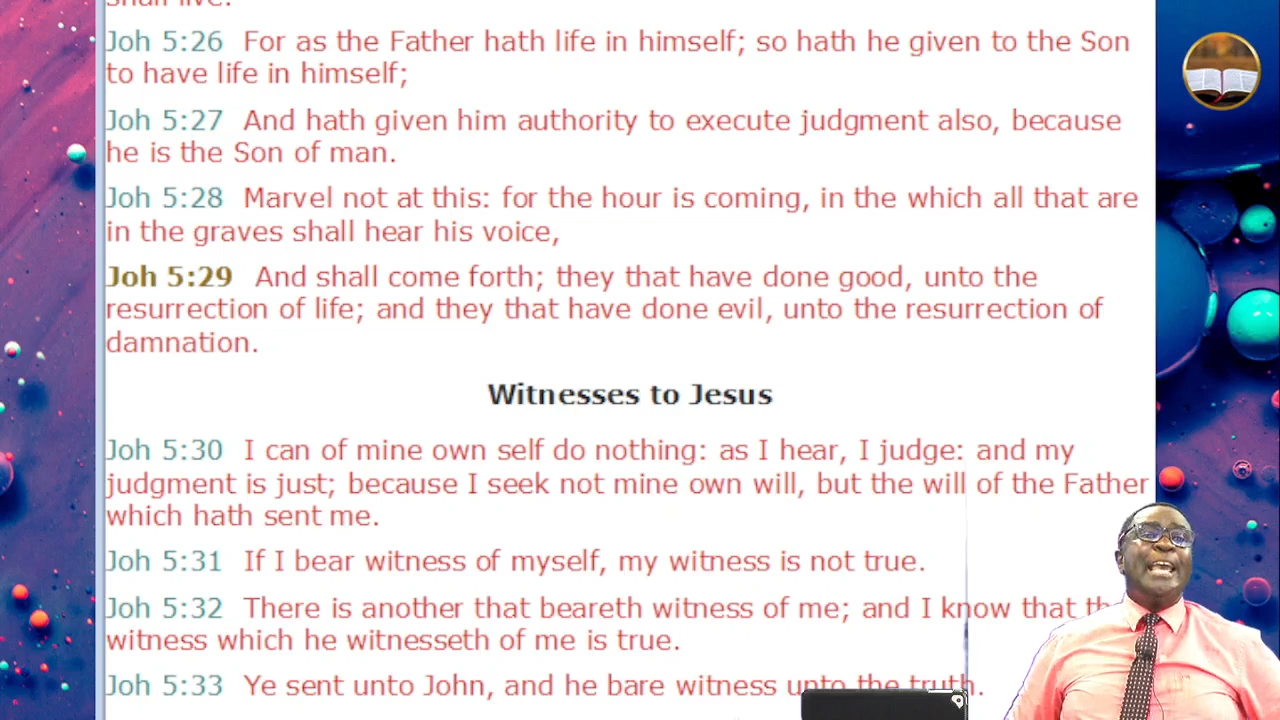 shall live.
Joh 5:26 For as the Father hath life in himself; so hath he given to the Son
to have life in himself;
Joh 5:27 And hath given him authority to execute judgment also, because
he is the Son of man.
Joh 5:28 Marvel not at this: for the hour is coming, in the which all that are
in the graves shall hear his voice,
Joh 5:29 And shall come forth; they that have done good, unto the
resurrection of life; and they that have done evil, unto the resurrection of
damnation.
Witnesses to Jesus
Joh 5:30 I can of mine own self do nothing: as I hear, I judge: and my
judgment is just; because I seek not mine own will, but the will of the Father
which hath sent me.
Joh 5:31 If I bear witness of myself, my witness is not true.
Joh 5:32 There is another that beareth witness of me; and I know that
witness which he witnesseth of me is true.
Joh 5:33 Ye sent unto John, and he bare witness unto the truth.